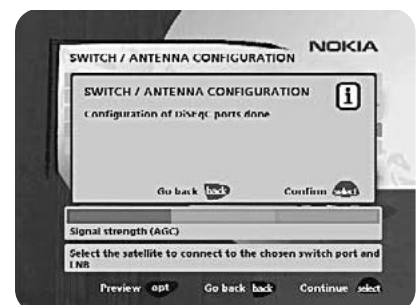 NOKIA
SWITCH / ANTENNA CONFIGURATION
SWITCH / ANTENNA CONFIGURATION
i
Configuration of DiSEqC ports done
Go back back Confirm select
Signal strength (AGC)
Select the satellite to connect to the chosen switch port and
LNB
Preview opt Go back back Continue select